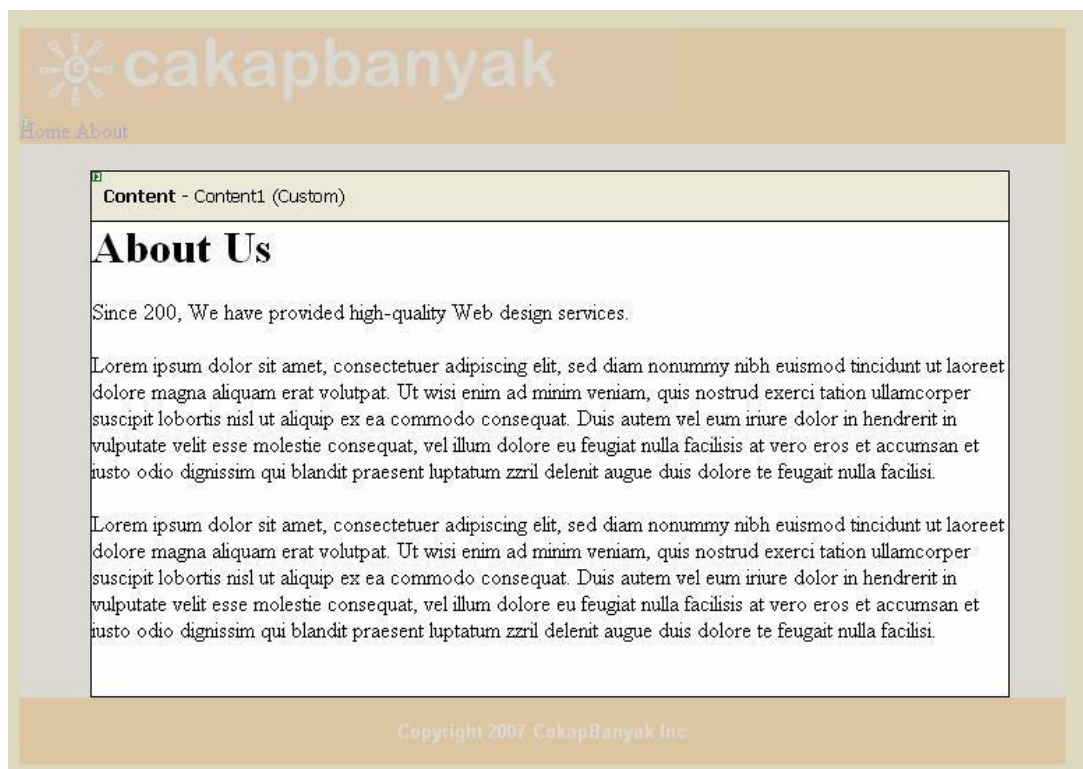 cakapbanyak
Home About
Content - Content1 (Custom)
About Us
Since 200, We have provided high-quality Web design services.
Lorem ipsum dolor sit amet, consectetuer adipiscing elit, sed diam nonummy nibh euismod tincidunt ut laoreet
dolore magna aliquam erat volutpat. Ut wisi enim ad minim veniam, quis nostrud exerci tation ullamcorper
suscipit lobortis nisl ut aliquip ex ea commodo consequat. Duis autem vel eum iriure dolor in hendrerit in
vulputate velit esse molestie consequat, vel illum dolore eu feugiat nulla facilisis at vero eros et accumsan et
iusto odio dignissim qui blandit praesent luptatum zzril delenit augue duis dolore te feugait nulla facilisi.
Lorem ipsum dolor sit amet, consectetuer adipiscing elit, sed diam nonummy nibh euismod tincidunt ut laoreet
dolore magna aliquam erat volutpat. Ut wisi enim ad minim veniam, quis nostrud exerci tation ullamcorper
suscipit lobortis nisl ut aliquip ex ea commodo consequat. Duis autem vel eum iriure dolor in hendrerit in
vulputate velit esse molestie consequat, vel illum dolore eu feugiat nulla facilisis at vero eros et accumsan et
iusto odio dignissim qui blandit praesent luptatum zzril delenit augue duis dolore te feugait nulla facilisi.
Copyright 2007 CakapBanyak Inc